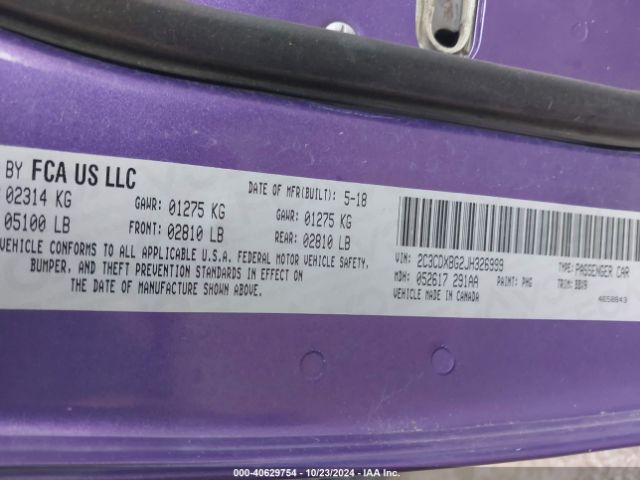 BY FCA US LLC
DATE OF MFR(BUILT): 5-18
02314 KG GAWR: 01275 KG GAWR: 01275 KG
05100 LB FRONT: 02810 LB REAR: 02810 LB
VEHICLE CONFORMS TO ALL APPLICABLE U.S.A. FEDERAL MOTOR VEHICLE SAFETY,
BUMPER, AND THEFT PREVENTION STANDARDS IN EFFECT ON
THE DATE OF MANUFACTURE SHOWN ABOVE.
VIN: 2C3CDXBG2JH326999 TYPE: PASSENGER CAR
MDH: 052617 291AA PAINT: PHG TRIM: BBX9
VEHICLE MADE IN CANADA 4658843
000-40629754 | 10/23/2024 | IAA Inc.